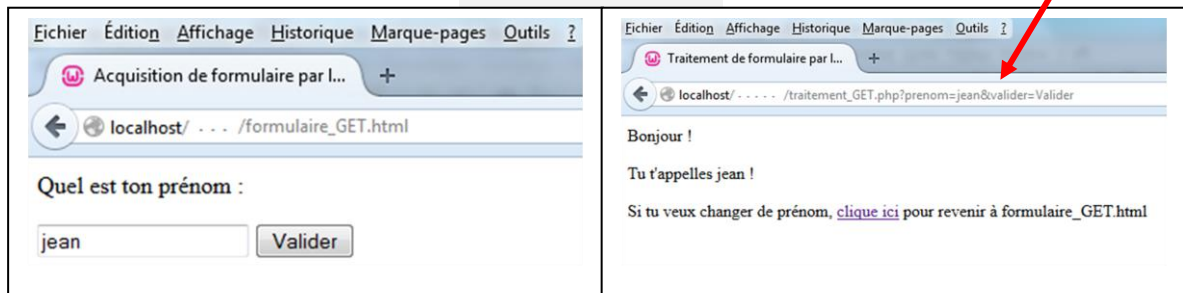 Fichier Édition Affichage Historique Marque-pages Outils ?
Acquisition de formulaire par l...
+
localhost/ . . . /formulaire_GET.html
Quel est ton prénom :
jean
Valider
Fichier Édition Affichage Historique Marque-pages Outils ?
Traitement de formulaire par l...
+
localhost/ . . . . . /traitement_GET.php?prenom=jean&valider=Valider
Bonjour !
Tu t'appelles jean !
Si tu veux changer de prénom, clique ici pour revenir à formulaire_GET.html